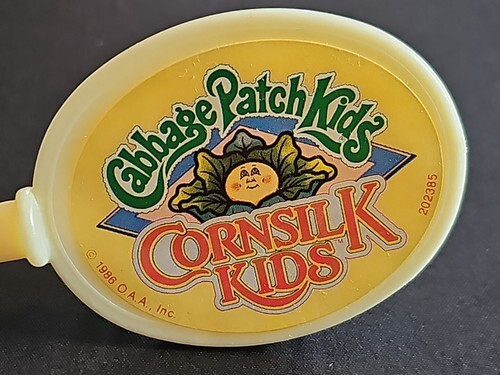 Cabbage Patch Kids
CORNSILK
KIDS
© 1986 O.A.A., Inc.
202385